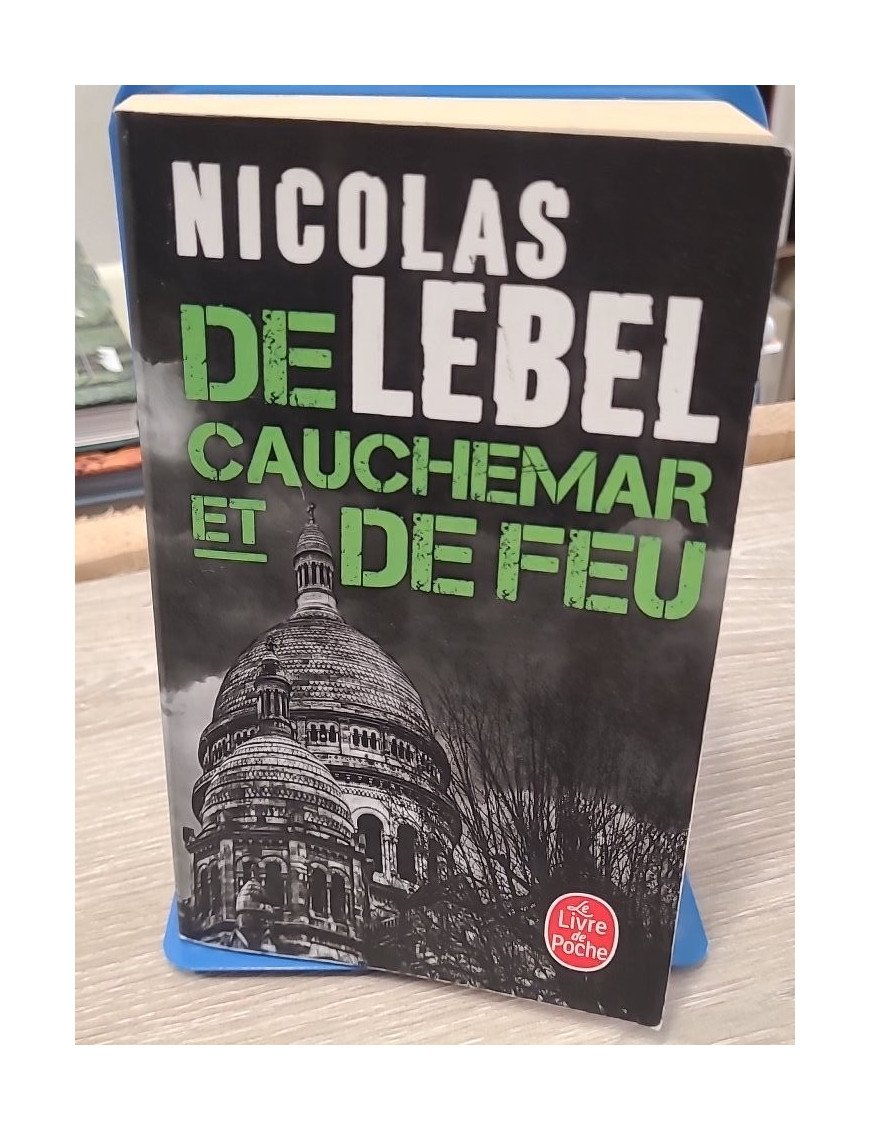 NICOLAS
LEBEL
DE
CAUCHEMAR
ET DE FEU
Le
Livre
de
Poche